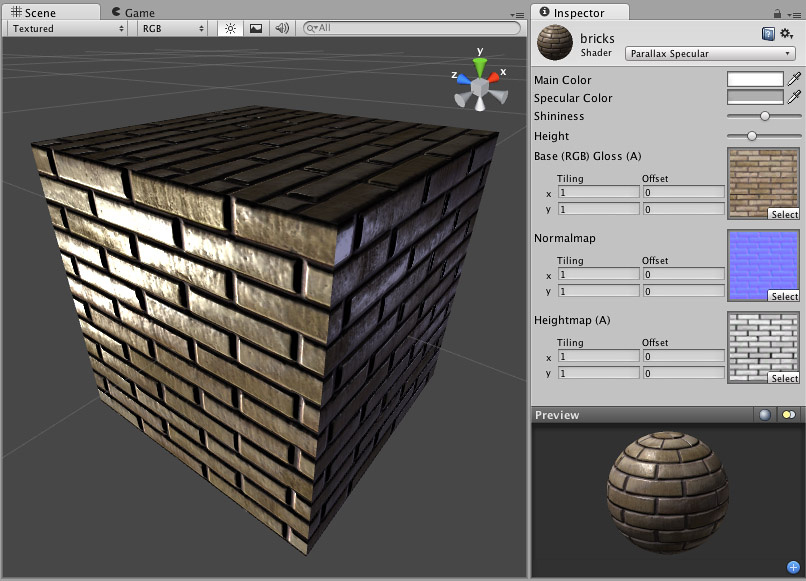 Scene
Game
Textured
RGB
All
y
z
x
Inspector
bricks
Shader
Parallax Specular
Main Color
Specular Color
Shininess
Height
Base (RGB) Gloss (A)
Tiling Offset
x 1 0
y 1 0
Select
Normalmap
Tiling Offset
x 1 0
y 1 0
Select
Heightmap (A)
Tiling Offset
x 1 0
y 1 0
Select
Preview